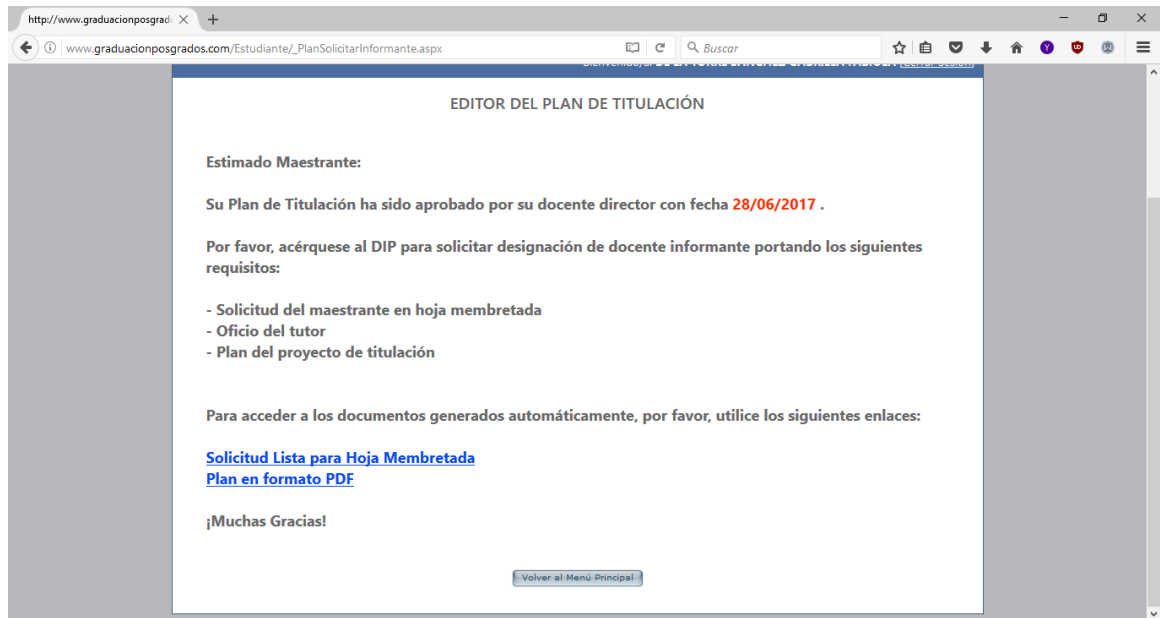 http://www.graduacionposgrad
www.graduacionposgrados.com/Estudiante/_PlanSolicitarInformante.aspx
Buscar
EDITOR DEL PLAN DE TITULACIÓN
Estimado Maestrante:
Su Plan de Titulación ha sido aprobado por su docente director con fecha 28/06/2017 .
Por favor, acérquese al DIP para solicitar designación de docente informante portando los siguientes
requisitos:
- Solicitud del maestrante en hoja membretada
- Oficio del tutor
- Plan del proyecto de titulación
Para acceder a los documentos generados automáticamente, por favor, utilice los siguientes enlaces:
Solicitud Lista para Hoja Membretada
Plan en formato PDF
¡Muchas Gracias!
Volver al Menú Principal